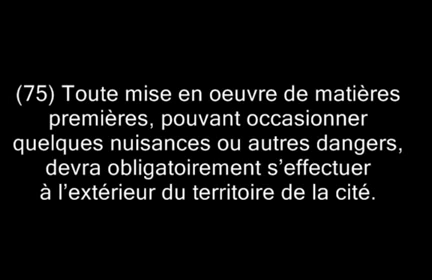 (75) Toute mise en oeuvre de matières
premières, pouvant occasionner
quelques nuisances ou autres dangers,
devra obligatoirement s’effectuer
à l’extérieur du territoire de la cité.